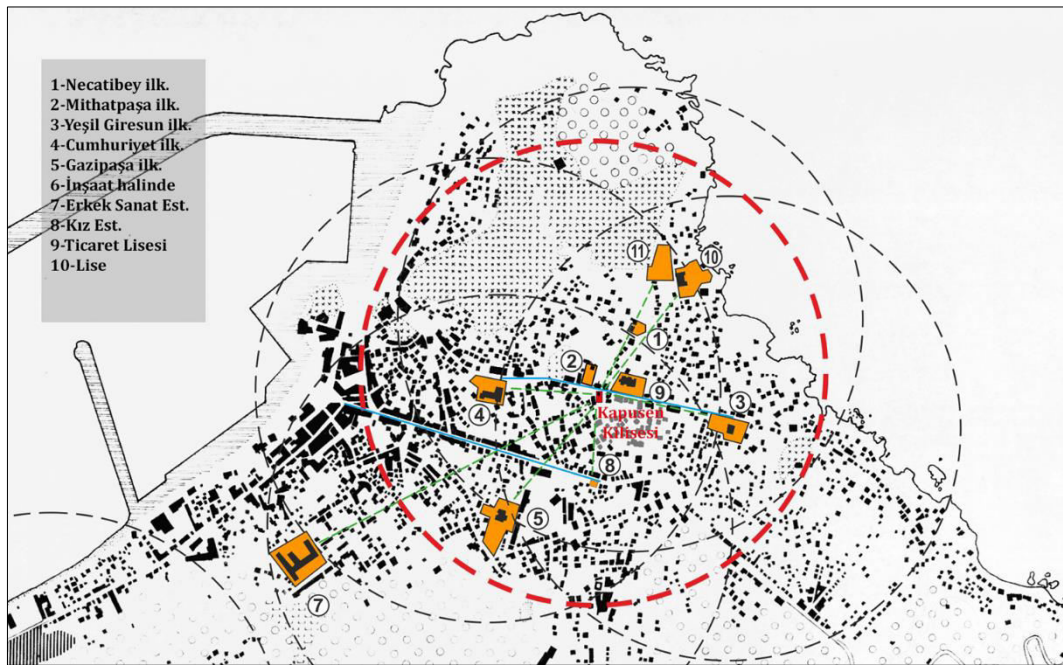 1-Necatibey ilk.
2-Mithatpaşa ilk.
3-Yeşil Giresun ilk.
4-Cumhuriyet ilk.
5-Gazipaşa ilk.
6-İnşaat halinde
7-Erkek Sanat Est.
8-Kız Est.
9-Ticaret Lisesi
10-Lise
11
10
1
2
9
4
Kapusen
Kilisesi
3
8
5
7